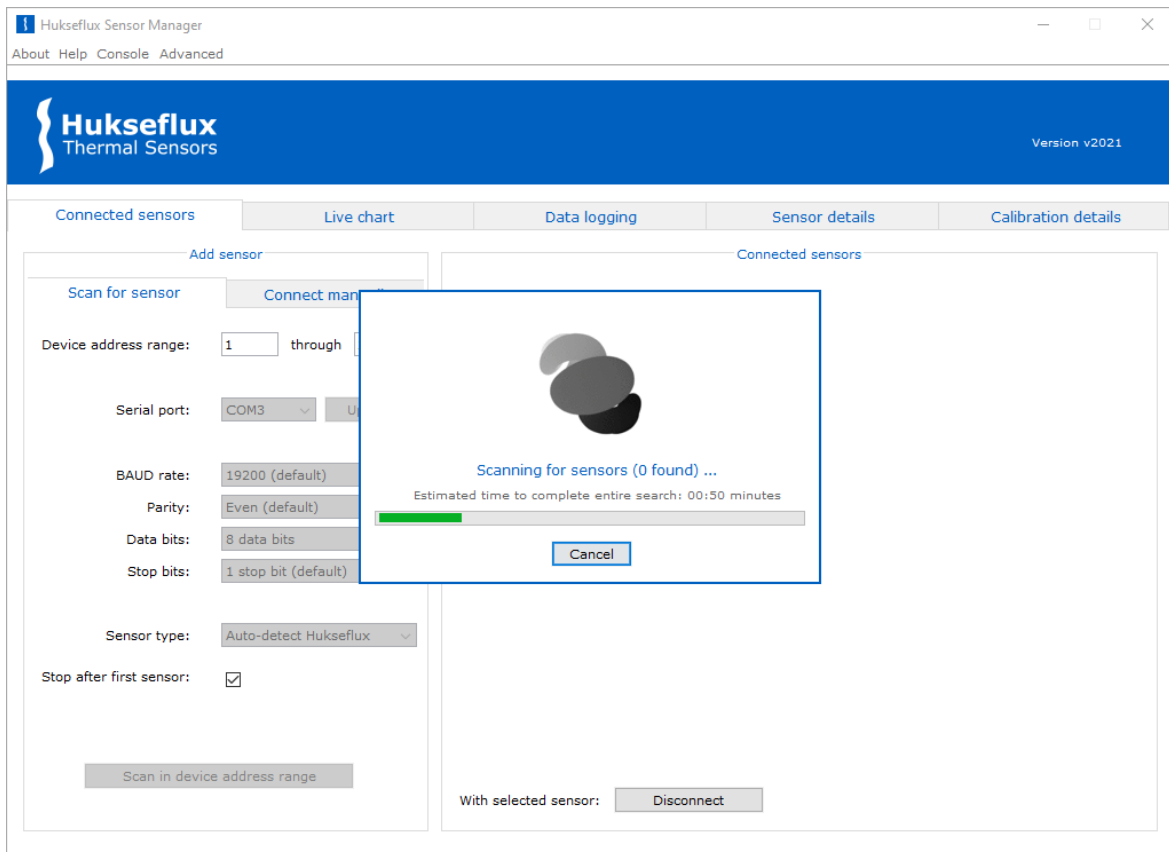 Hukseflux Sensor Manager
About Help Console Advanced
Hukseflux
Thermal Sensors
Version v2021
Connected sensors Live chart Data logging Sensor details Calibration details
Add sensor
Connected sensors
Scan for sensor
Connect
Device address range: 1 through
Serial port: COM3
BAUD rate: 19200 (default)
Parity: Even (default)
Data bits: 8 data bits
Stop bits: 1 stop bit (default)
Sensor type: Auto-detect Hukseflux
Stop after first sensor:
Scan in device address range
Scanning for sensors (0 found) ...
Estimated time to complete entire search: 00:50 minutes
Cancel
With selected sensor: Disconnect